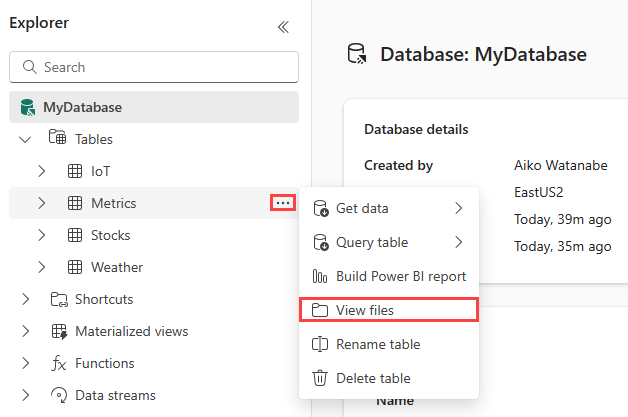 Explorer
Search
MyDatabase
Tables
IoT
Metrics
Stocks
Weather
Shortcuts
Materialized views
Functions
Data streams
Get data
Query table
Build Power BI report
View files
Rename table
Delete table
Database: MyDatabase
Database details
Created by Aiko Watanabe
EastUS2
Today, 39m ago
Today, 35m ago
Name